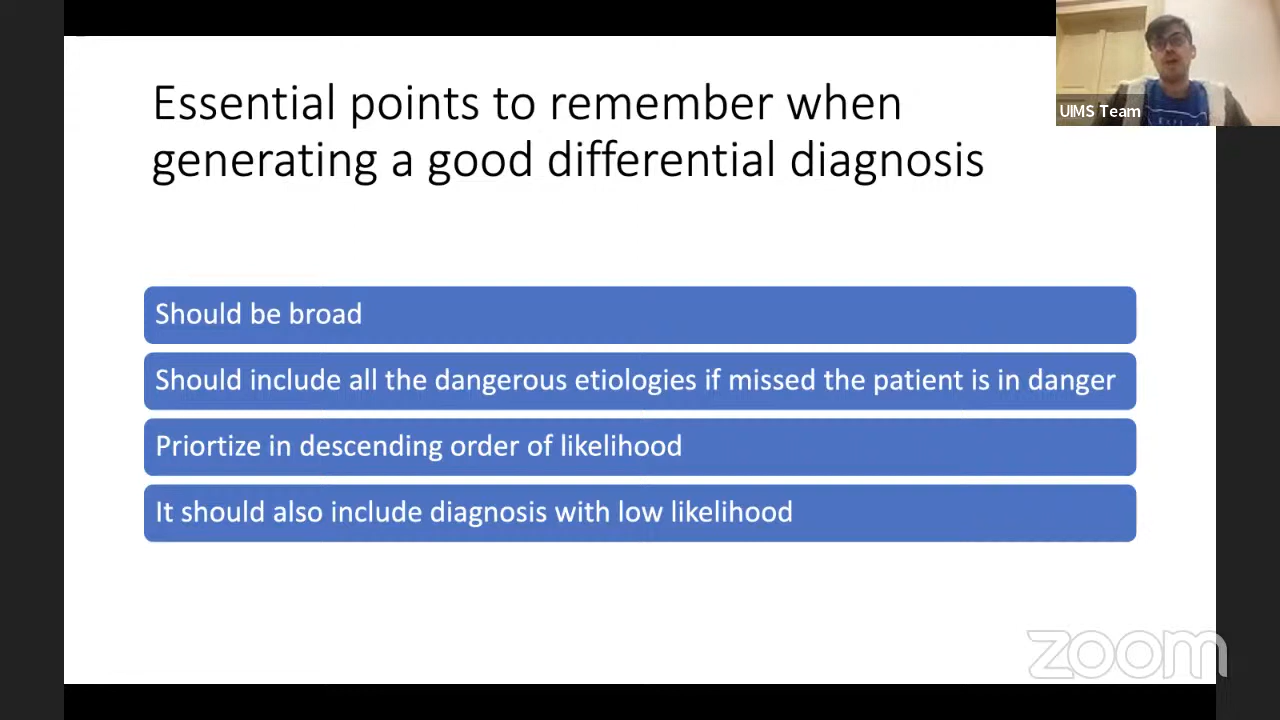 Essential points to remember when
generating a good differential diagnosis
UIMS Team
Should be broad
Should include all the dangerous etiologies if missed the patient is in danger
Priortize in descending order of likelihood
It should also include diagnosis with low likelihood
zoom